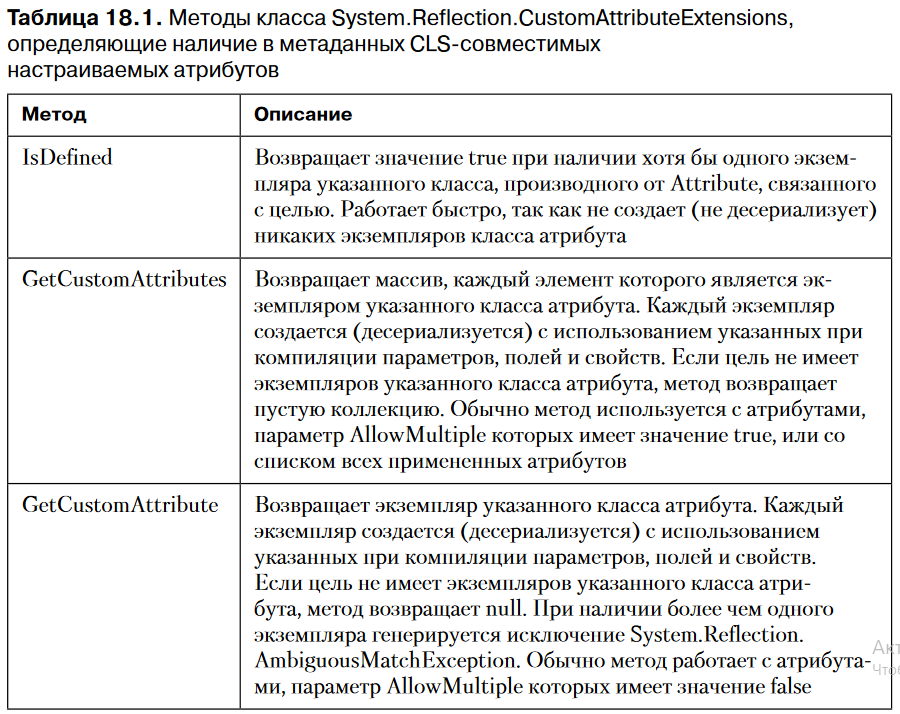 Таблица 18.1. Методы класса System.Reflection.CustomAttributeExtensions,
определяющие наличие в метаданных CLS-совместимых
настраиваемых атрибутов
Метод
Описание
IsDefined
Возвращает значение true при наличии хотя бы одного экзем-
пляра указанного класса, производного от Attribute, связанного
с целью. Работает быстро, так как не создает (не десериализует)
никаких экземпляров класса атрибута
GetCustomAttributes
Возвращает массив, каждый элемент которого является эк-
земпляром указанного класса атрибута. Каждый экземпляр
создается (десериализуется) с использованием указанных при
компиляции параметров, полей и свойств. Если цель не имеет
экземпляров указанного класса атрибута, метод возвращает
пустую коллекцию. Обычно метод используется с атрибутами,
параметр AllowMultiple которых имеет значение true, или со
списком всех примененных атрибутов
GetCustomAttribute
Возвращает экземпляр указанного класса атрибута. Каждый
экземпляр создается (десериализуется) с использованием
указанных при компиляции параметров, полей и свойств.
Если цель не имеет экземпляров указанного класса атри-
бута, метод возвращает null. При наличии более чем одного
экземпляра генерируется исключение System.Reflection.
AmbiguousMatchException. Обычно метод работает с атрибута-
ми, параметр AllowMultiple которых имеет значение false